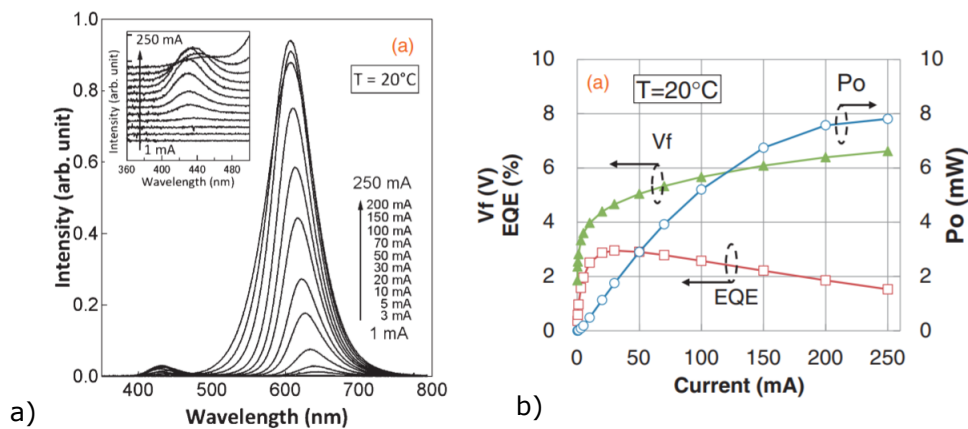 1.0
0.8
0.6
0.4
0.2
0.0
Intensity (arb. unit)
400
500
600
700
800
Wavelength (nm)
(a)
T = 20°C
250 mA
1 mA
Intensity (arb. unit)
360 400 440 480
Wavelength (nm)
250 mA
200 mA
150 mA
100 mA
70 mA
50 mA
30 mA
20 mA
10 mA
5 mA
3 mA
1 mA
a)
(a)
T=20°C
Vf
Po
EQE
Vf (V)
EQE (%)
10
8
6
4
2
0
Po (mW)
10
8
6
4
2
0
0 50 100 150 200 250
Current (mA)
b)